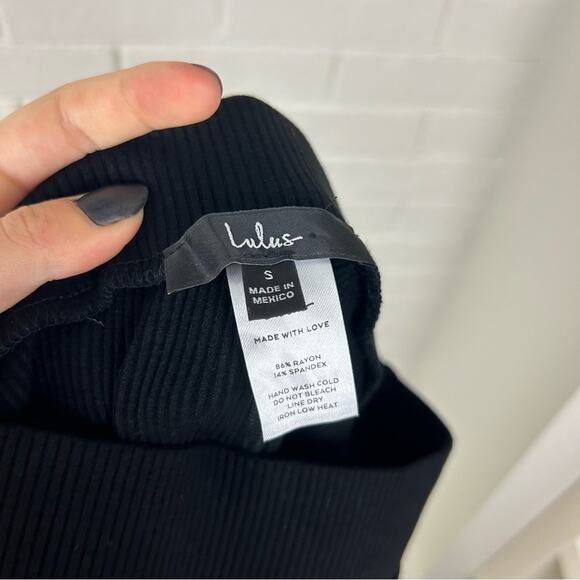 Lulus
S
MADE IN
MEXICO
MADE WITH LOVE
86% RAYON
14% SPANDEX
HAND WASH COLD
DO NOT BLEACH
LINE DRY
IRON LOW HEAT